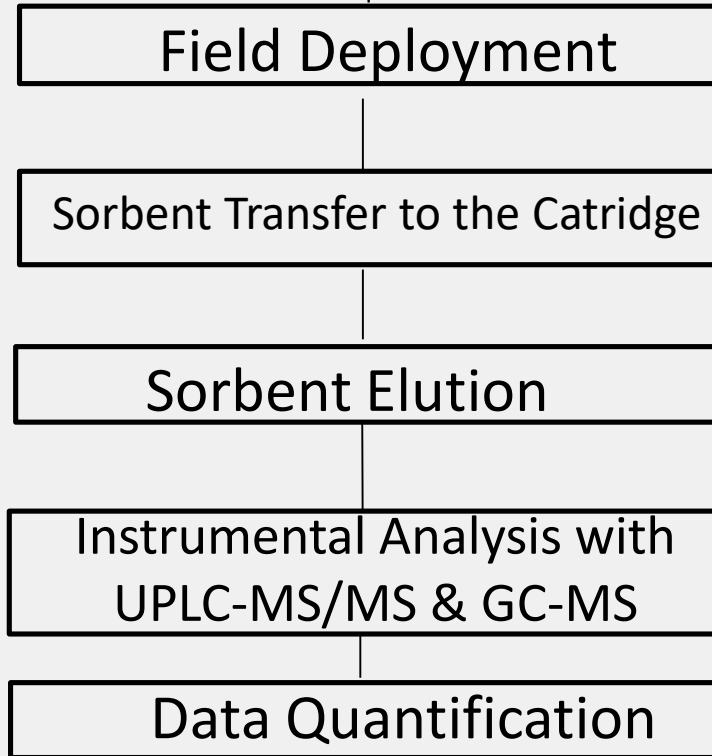 Field Deployment
Sorbent Transfer to the Catridge
Sorbent Elution
Instrumental Analysis with
UPLC-MS/MS & GC-MS
Data Quantification